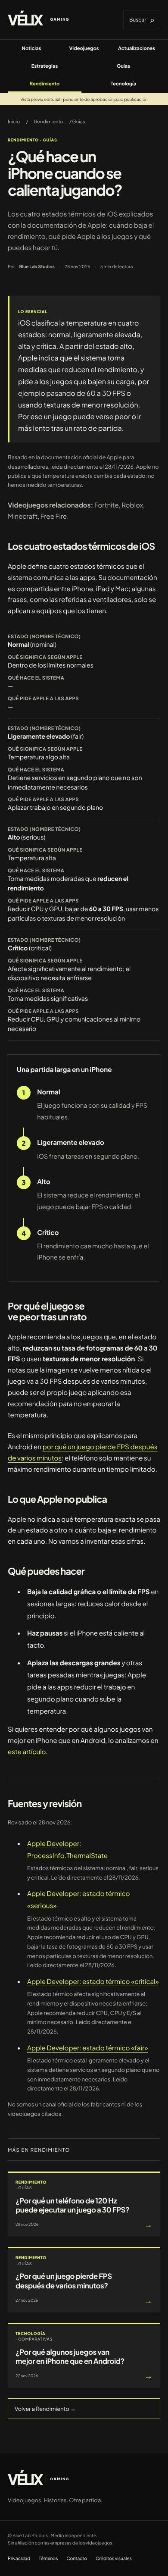 VÉLIX GAMING
Buscar
Noticias Videojuegos Actualizaciones
Estrategias Guías
Rendimiento Tecnología
Vista previa editorial · pendiente de aprobación para publicación
Inicio / Rendimiento / Guías
RENDIMIENTO · GUÍAS
¿Qué hace un
iPhone cuando se
calienta jugando?
Los cuatro estados térmicos de iOS explicados
con la documentación de Apple: cuándo baja el
rendimiento, qué pide Apple a los juegos y qué
puedes hacer tú.
Por Blue Lab Studios 28 nov 2026 3 min de lectura
LO ESENCIAL
iOS clasifica la temperatura en cuatro
estados: normal, ligeramente elevada,
alta y crítica. A partir del estado alto,
Apple indica que el sistema toma
medidas que reducen el rendimiento, y
pide a los juegos reducir la carga, por
ejemplo pasando de 60 a 30 FPS o
usando texturas de menor resolución.
Por eso un juego puede verse peor o ir
más lento tras un rato de partida.
Basado en la documentación oficial de Apple para
desarrolladores, leída directamente el 28/11/2026. Apple no
publica a qué temperatura exacta cambia cada estado; no
hemos medido temperaturas.
Videojuegos relacionados: Fortnite, Roblox,
Minecraft, Free Fire.
Los cuatro estados térmicos de iOS
Apple define cuatro estados térmicos que el
sistema comunica a las apps. Su documentación
es compartida entre iPhone, iPad y Mac; algunas
frases, como las referidas a ventiladores, solo se
aplican a equipos que los tienen.
ESTADO (NOMBRE TÉCNICO)
Normal (nominal)
QUÉ SIGNIFICA SEGÚN APPLE
Dentro de los límites normales
QUÉ HACE EL SISTEMA
—
QUÉ PIDE APPLE A LAS APPS
—
ESTADO (NOMBRE TÉCNICO)
Ligeramente elevado (fair)
QUÉ SIGNIFICA SEGÚN APPLE
Temperatura algo alta
QUÉ HACE EL SISTEMA
Detiene servicios en segundo plano que no son
inmediatamente necesarios
QUÉ PIDE APPLE A LAS APPS
Aplazar trabajo en segundo plano
ESTADO (NOMBRE TÉCNICO)
Alto (serious)
QUÉ SIGNIFICA SEGÚN APPLE
Temperatura alta
QUÉ HACE EL SISTEMA
Toma medidas moderadas que reducen el
rendimiento
QUÉ PIDE APPLE A LAS APPS
Reducir CPU y GPU, bajar de 60 a 30 FPS, usar menos
partículas o texturas de menor resolución
ESTADO (NOMBRE TÉCNICO)
Crítico (critical)
QUÉ SIGNIFICA SEGÚN APPLE
Afecta significativamente al rendimiento; el
dispositivo necesita enfriarse
QUÉ HACE EL SISTEMA
Toma medidas significativas
QUÉ PIDE APPLE A LAS APPS
Reducir CPU, GPU y comunicaciones al mínimo
necesario
Una partida larga en un iPhone
1 Normal
El juego funciona con su calidad y FPS
habituales.
2 Ligeramente elevado
iOS frena tareas en segundo plano.
3 Alto
El sistema reduce el rendimiento; el
juego puede bajar FPS o calidad.
4 Crítico
El rendimiento cae mucho hasta que el
iPhone se enfría.
Por qué el juego se
ve peor tras un rato
Apple recomienda a los juegos que, en el estado
alto, reduzcan su tasa de fotogramas de 60 a 30
FPS o usen texturas de menor resolución. Si
notas que la imagen se vuelve menos nítida o el
juego va a 30 FPS después de varios minutos,
puede ser el propio juego aplicando esa
recomendación para no empeorar la
temperatura.
Es el mismo principio que explicamos para
Android en por qué un juego pierde FPS después
de varios minutos: el teléfono solo mantiene su
máximo rendimiento durante un tiempo limitado.
Lo que Apple no publica
Apple no indica a qué temperatura exacta se pasa
de un estado a otro ni cuánto baja el rendimiento
en cada uno. No vamos a inventar esas cifras.
Qué puedes hacer
• Baja la calidad gráfica o el límite de FPS en
sesiones largas: reduces calor desde el
principio.
• Haz pausas si el iPhone está caliente al
tacto.
• Aplaza las descargas grandes y otras
tareas pesadas mientras juegas: Apple
pide a las apps reducir el trabajo en
segundo plano cuando sube la
temperatura.
Si quieres entender por qué algunos juegos van
mejor en iPhone que en Android, lo analizamos en
este artículo.
Fuentes y revisión
Revisado el 28 nov 2026.
• Apple Developer:
ProcessInfo.ThermalState
Estados térmicos del sistema: nominal, fair, serious
y critical. Leído directamente el 28/11/2026.
• Apple Developer: estado térmico
«serious»
El estado térmico es alto y el sistema toma
medidas moderadas que reducen el rendimiento;
Apple recomienda reducir el uso de CPU y GPU,
bajar la tasa de fotogramas de 60 a 30 FPS y usar
menos partículas o texturas de menor resolución.
Leído directamente el 28/11/2026.
• Apple Developer: estado térmico «critical»
El estado térmico afecta significativamente al
rendimiento y el dispositivo necesita enfriarse;
Apple recomienda reducir CPU, GPU y E/S al
mínimo necesario. Leído directamente el
28/11/2026.
• Apple Developer: estado térmico «fair»
El estado térmico está ligeramente elevado y el
sistema detiene servicios en segundo plano que no
son inmediatamente necesarios. Leído
directamente el 28/11/2026.
No somos un canal oficial de los fabricantes ni de los
videojuegos citados.
MÁS EN RENDIMIENTO
RENDIMIENTO
· GUÍAS
¿Por qué un teléfono de 120 Hz
puede ejecutar un juego a 30 FPS?
28 nov 2026 →
RENDIMIENTO
· GUÍAS
¿Por qué un juego pierde FPS
después de varios minutos?
27 nov 2026 →
TECNOLOGÍA
· COMPARATIVAS
¿Por qué algunos juegos van
mejor en iPhone que en Android?
27 nov 2026 →
Volver a Rendimiento →
VÉLIX GAMING
Videojuegos. Historias. Otra partida.
© Blue Lab Studios · Medio independiente.
Sin afiliación con las empresas de los videojuegos.
Privacidad Términos Contacto Créditos visuales